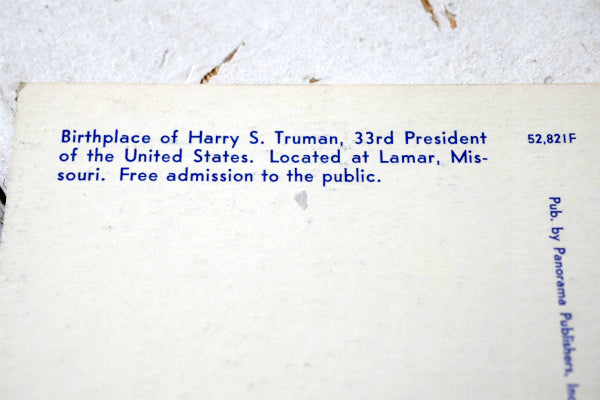 Birthplace of Harry S. Truman, 33rd President
of the United States. Located at Lamar, Mis-
souri. Free admission to the public.
52,821F
Pub. by Panorama Publishers, Inc